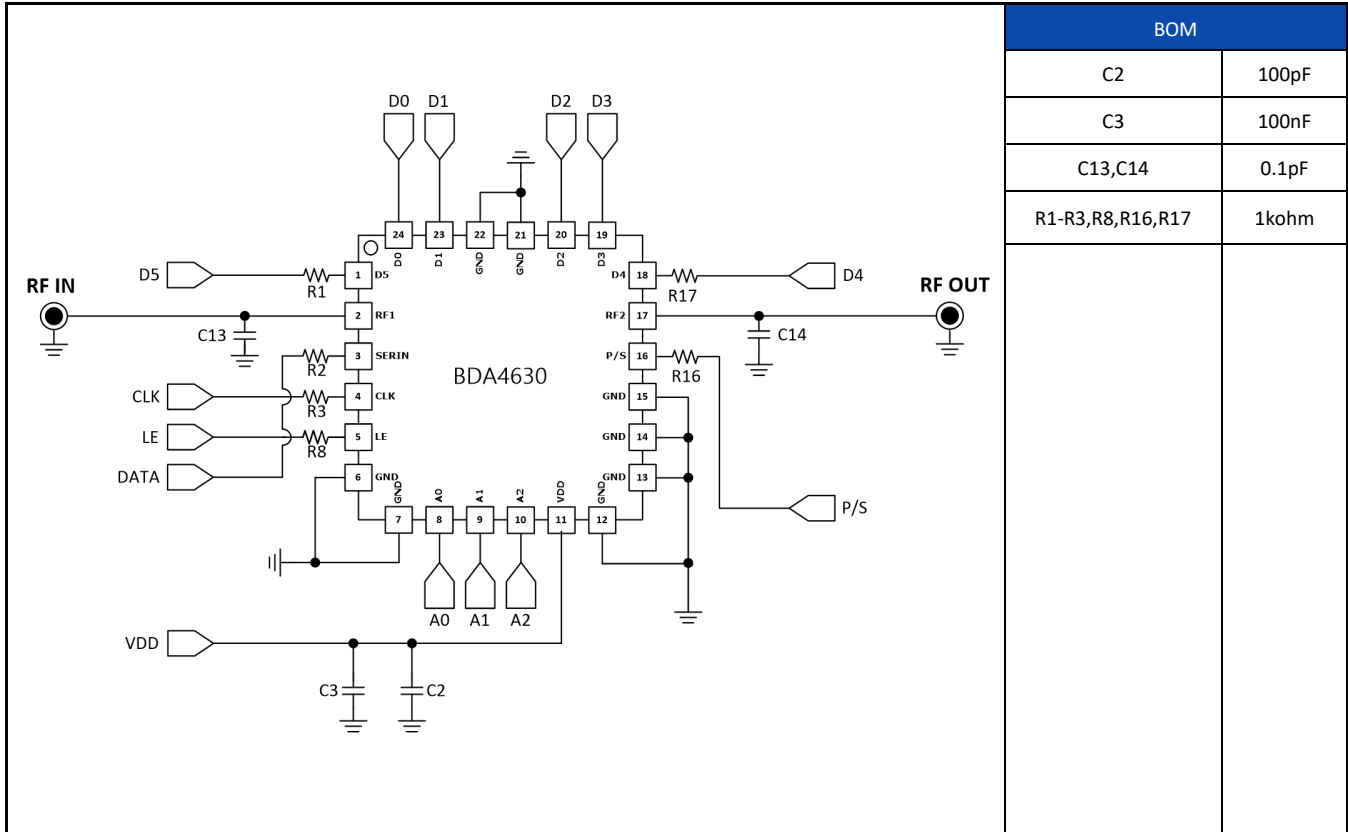 BOM
C2 100pF
C3 100nF
C13,C14 0.1pF
R1-R3,R8,R16,R17 1kohm
D0 D1 D2 D3
24 23 22 21 20 19
D0 D1 GND GND D2 D3
D5 R1 1 D5
D4 18 R17 D4
RF IN
RF OUT
2 RF1
RF2 17
C13
C14
R2 3 SERIN
P/S 16 R16
BDA4630
CLK R3 4 CLK
GND 15
LE R8 5 LE
GND 14
DATA 6 GND
GND 13
P/S
GND A0 A1 A2 VDD GND
7 8 9 10 11 12
A0 A1 A2
VDD
C3 C2